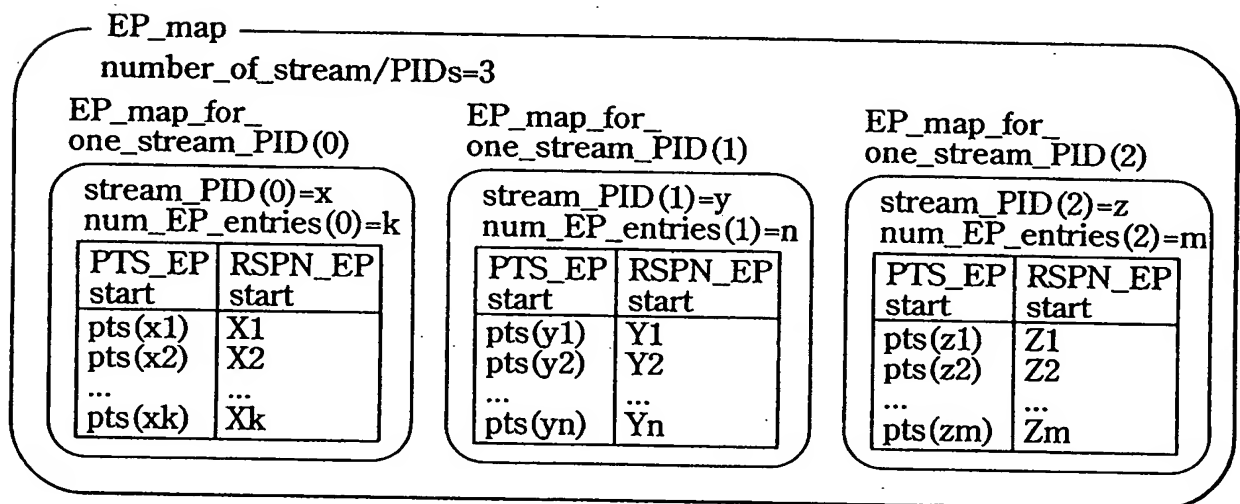 EP_map
number_of_stream/PIDs=3
EP_map_for_
one_stream_PID(0)
stream_PID(0)=x
num_EP_entries(0)=k
PTS_EP start RSPN_EP start
pts(x1) X1
pts(x2) X2
... ...
pts(xk) Xk
EP_map_for_
one_stream_PID(1)
stream_PID(1)=y
num_EP_entries(1)=n
PTS_EP start RSPN_EP start
pts(y1) Y1
pts(y2) Y2
... ...
pts(yn) Yn
EP_map_for_
one_stream_PID(2)
stream_PID(2)=z
num_EP_entries(2)=m
PTS_EP start RSPN_EP start
pts(z1) Z1
pts(z2) Z2
... ...
pts(zm) Zm